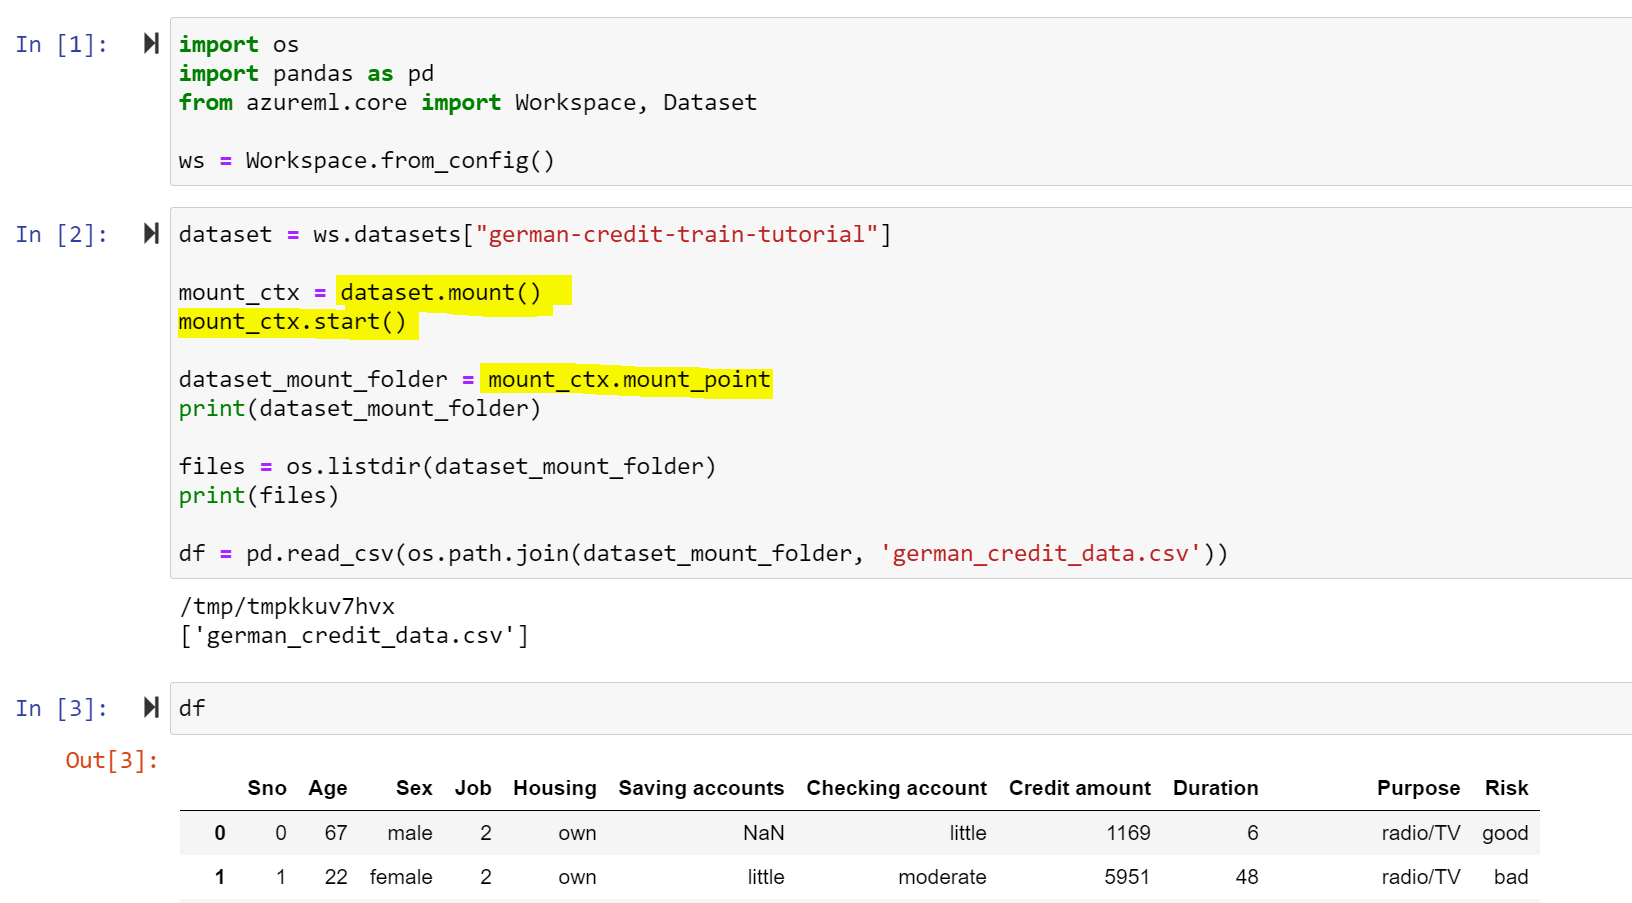 In [1]:
import os
import pandas as pd
from azureml.core import Workspace, Dataset
ws = Workspace.from_config()
In [2]:
dataset = ws.datasets["german-credit-train-tutorial"]
mount_ctx = dataset.mount()
mount_ctx.start()
dataset_mount_folder = mount_ctx.mount_point
print(dataset_mount_folder)
files = os.listdir(dataset_mount_folder)
print(files)
df = pd.read_csv(os.path.join(dataset_mount_folder, 'german_credit_data.csv'))
/tmp/tmpkkuv7hvx
['german_credit_data.csv']
In [3]:
df
Out[3]:
Sno Age Sex Job Housing Saving accounts Checking account Credit amount Duration Purpose Risk
0 0 67 male 2 own NaN little 1169 6 radio/TV good
1 1 22 female 2 own little moderate 5951 48 radio/TV bad